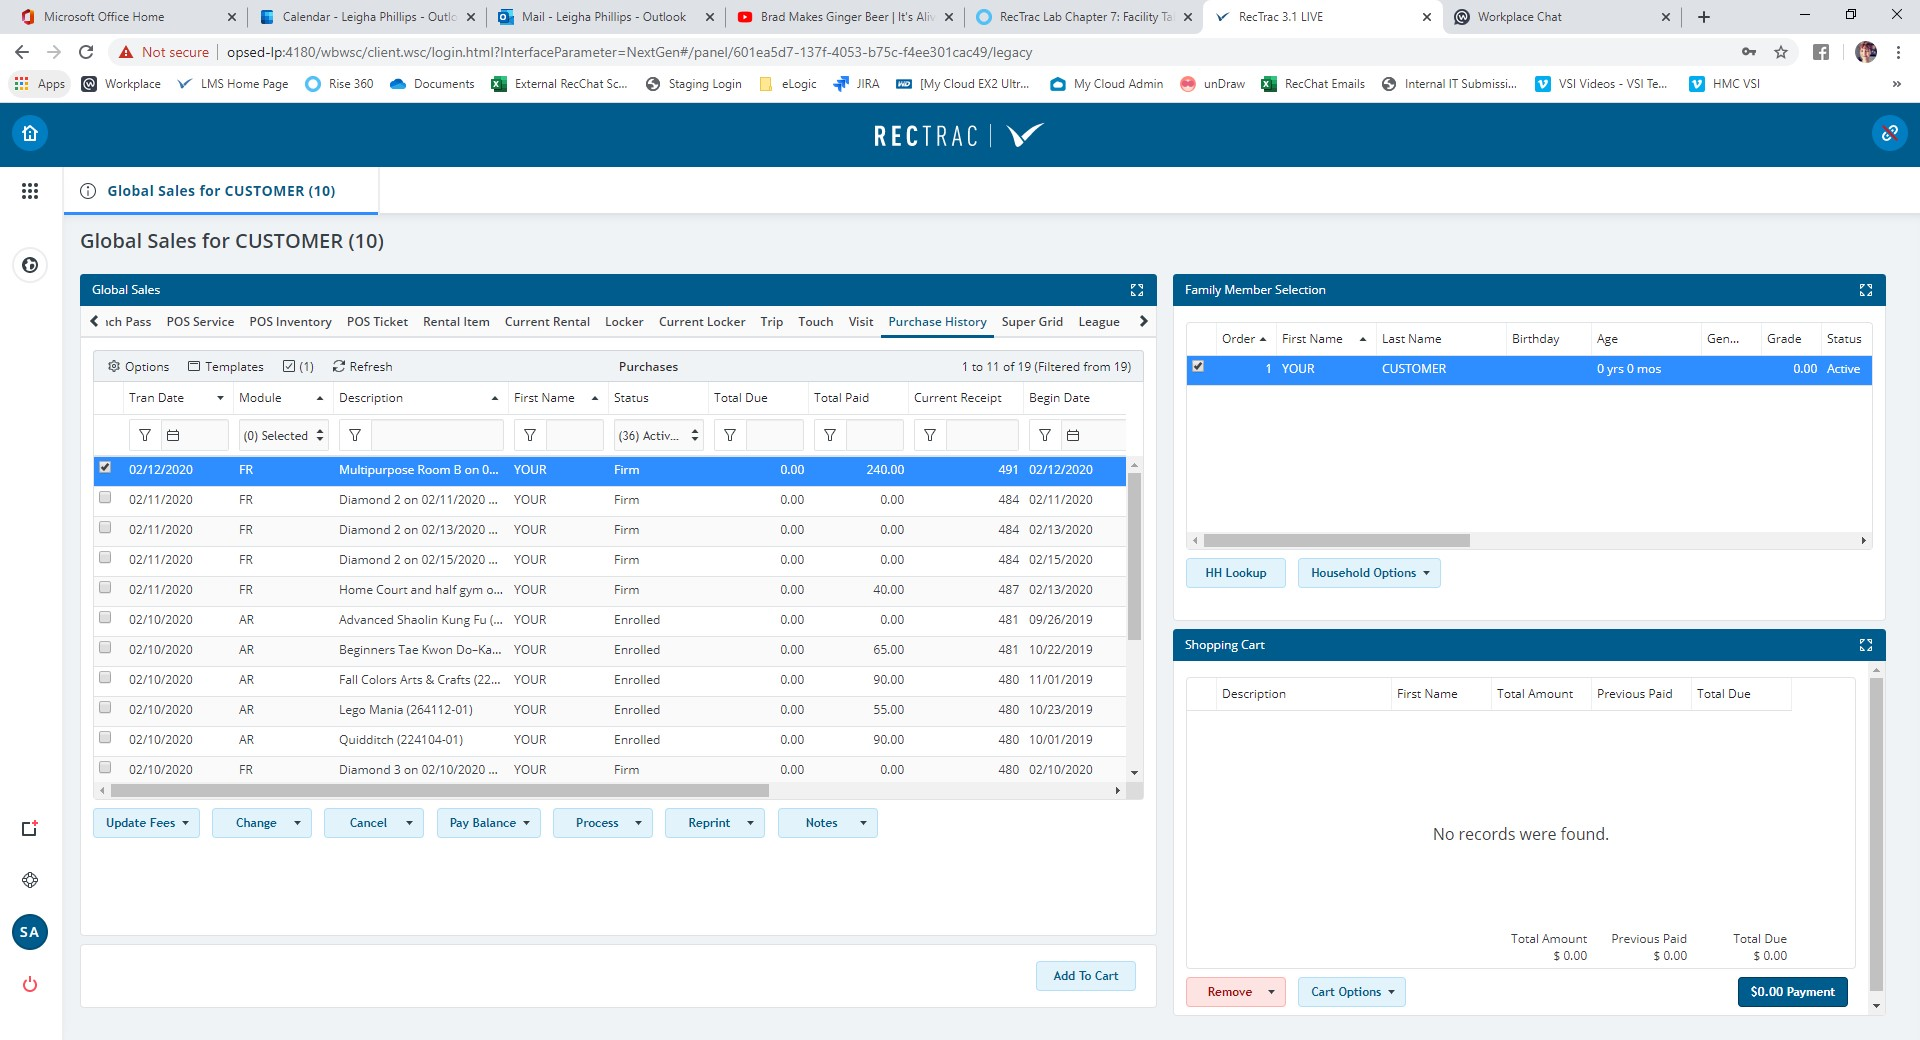 Microsoft Office Home
Calendar - Leigha Phillips - Outlo
Mail - Leigha Phillips - Outlook
Brad Makes Ginger Beer | It's Aliv
RecTrac Lab Chapter 7: Facility Ta
RecTrac 3.1 LIVE
Workplace Chat
Not secure | opsed-lp:4180/wbwsc/client.wsc/login.html?InterfaceParameter=NextGen#/panel/601ea5d7-137f-4053-b75c-f4ee301cac49/legacy
Apps
Workplace
LMS Home Page
Rise 360
Documents
External RecChat Sc...
Staging Login
eLogic
JIRA
WD
[My Cloud EX2 Ultr...
My Cloud Admin
unDraw
RecChat Emails
Internal IT Submissi...
VSI Videos - VSI Te...
HMC VSI
»
RECTRAC
Global Sales for CUSTOMER (10)
Global Sales for CUSTOMER (10)
Global Sales
ch Pass POS Service POS Inventory POS Ticket Rental Item Current Rental Locker Current Locker Trip Touch Visit Purchase History Super Grid League
Options Templates (1) Refresh Purchases 1 to 11 of 19 (Filtered from 19)
Tran Date Module Description First Name Status Total Due Total Paid Current Receipt Begin Date
(0) Selected (36) Activ...
02/12/2020 FR Multipurpose Room B on 0... YOUR Firm 0.00 240.00 491 02/12/2020
02/11/2020 FR Diamond 2 on 02/11/2020 ... YOUR Firm 0.00 0.00 484 02/11/2020
02/11/2020 FR Diamond 2 on 02/13/2020 ... YOUR Firm 0.00 0.00 484 02/13/2020
02/11/2020 FR Diamond 2 on 02/15/2020 ... YOUR Firm 0.00 0.00 484 02/15/2020
02/11/2020 FR Home Court and half gym o... YOUR Firm 0.00 40.00 487 02/13/2020
02/10/2020 AR Advanced Shaolin Kung Fu (... YOUR Enrolled 0.00 0.00 481 09/26/2019
02/10/2020 AR Beginners Tae Kwon Do–Ka... YOUR Enrolled 0.00 65.00 481 10/22/2019
02/10/2020 AR Fall Colors Arts & Crafts (22... YOUR Enrolled 0.00 90.00 480 11/01/2019
02/10/2020 AR Lego Mania (264112-01) YOUR Enrolled 0.00 55.00 480 10/23/2019
02/10/2020 AR Quidditch (224104-01) YOUR Enrolled 0.00 90.00 480 10/01/2019
02/10/2020 FR Diamond 3 on 02/10/2020 ... YOUR Firm 0.00 0.00 480 02/10/2020
Update Fees Change Cancel Pay Balance Process Reprint Notes
Add To Cart
SA
Family Member Selection
Order First Name Last Name Birthday Age Gen... Grade Status
1 YOUR CUSTOMER 0 yrs 0 mos 0.00 Active
HH Lookup Household Options
Shopping Cart
Description First Name Total Amount Previous Paid Total Due
No records were found.
Total Amount Previous Paid Total Due
$ 0.00 $ 0.00 $ 0.00
Remove Cart Options $0.00 Payment